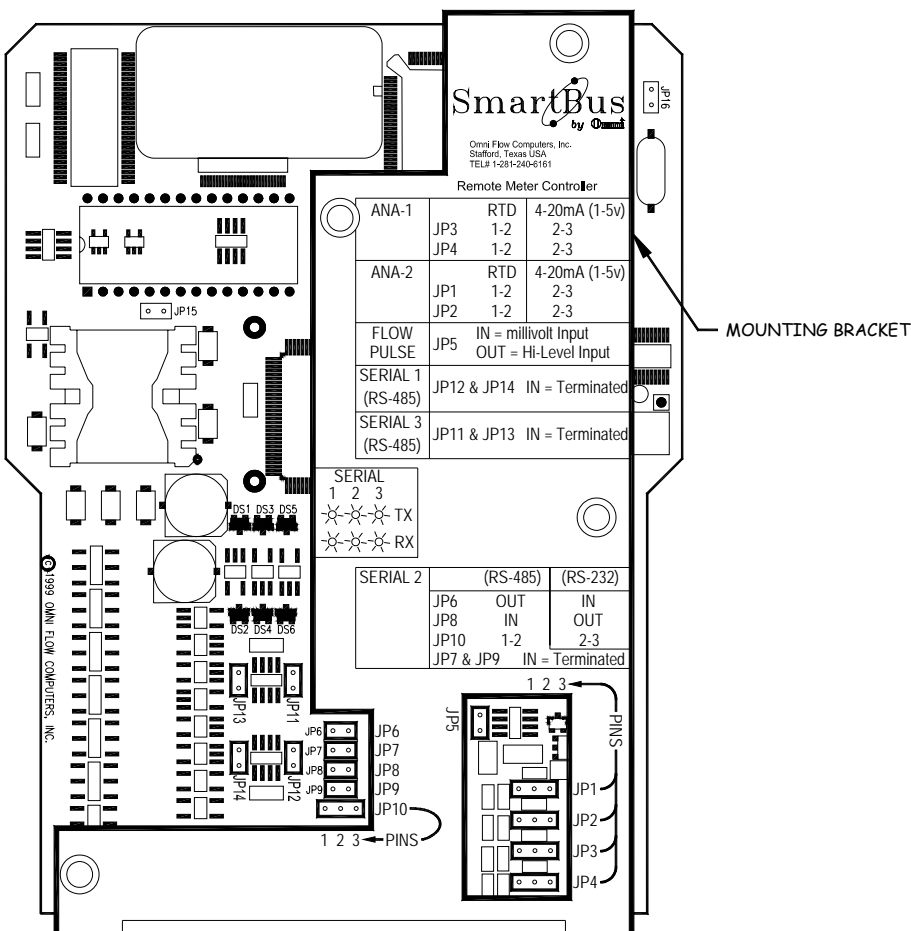 SmartBus
by Omni
Omni Flow Computers, Inc.
Stafford, Texas USA
TEL# 1-281-240-6161
Remote Meter Controller
JP16
ANA-1 RTD 4-20mA (1-5v)
JP3 1-2 2-3
JP4 1-2 2-3
ANA-2 RTD 4-20mA (1-5v)
JP1 1-2 2-3
JP2 1-2 2-3
JP15
MOUNTING BRACKET
FLOW PULSE JP5 IN = millivolt Input
OUT = Hi-Level Input
SERIAL 1
(RS-485) JP12 & JP14 IN = Terminated
SERIAL 3
(RS-485) JP11 & JP13 IN = Terminated
SERIAL
1 2 3
TX
RX
DS1 DS3 DS5
DS2 DS4 DS6
C 1999 OMNI FLOW COMPUTERS, INC.
SERIAL 2 (RS-485) (RS-232)
JP6 OUT IN
JP8 IN OUT
JP10 1-2 2-3
JP7 & JP9 IN = Terminated
JP13
JP11
JP14
JP12
JP6 JP6
JP7 JP7
JP8 JP8
JP9 JP9
JP10
1 2 3 PINS
1 2 3
PINS
JP5
JP1
JP2
JP3
JP4